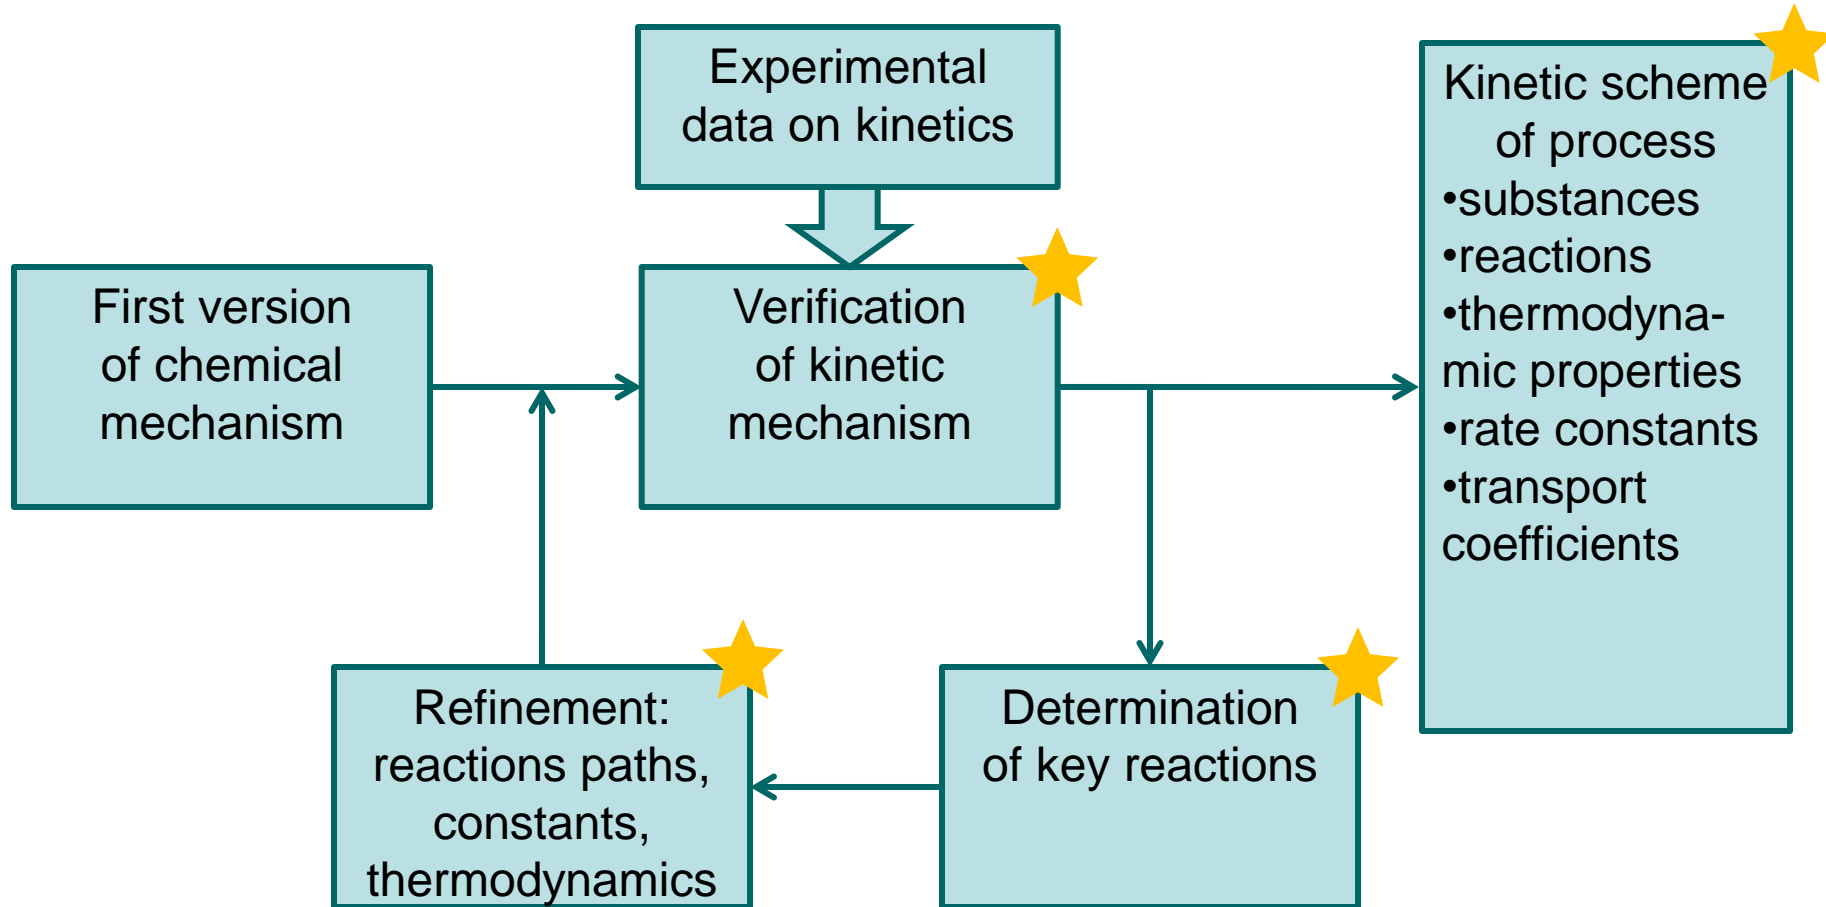 Experimental
data on kinetics
First version
of chemical
mechanism
Verification
of kinetic
mechanism
Kinetic scheme
of process
•substances
•reactions
•thermodyna-
mic properties
•rate constants
•transport
coefficients
Refinement:
reactions paths,
constants,
thermodynamics
Determination
of key reactions